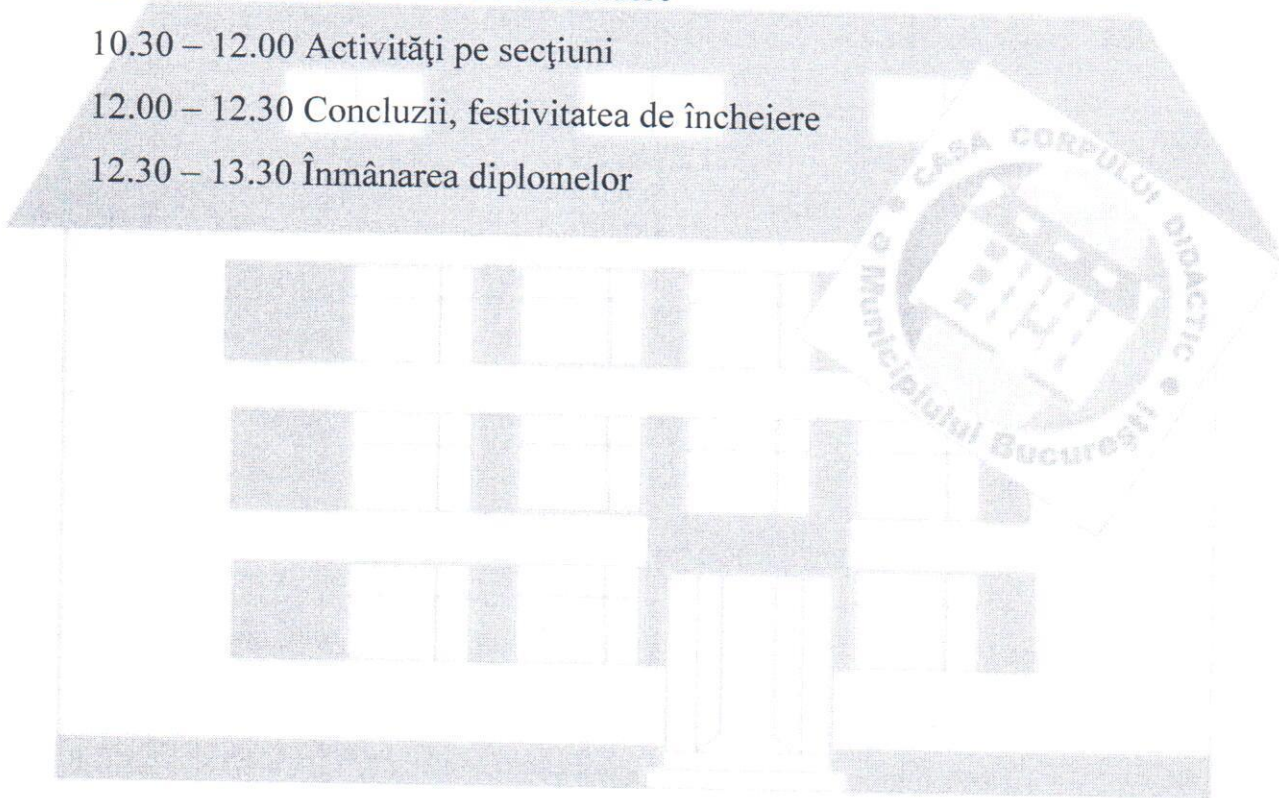 10.30 – 12.00 Activităţi pe secţiuni
12.00 – 12.30 Concluzii, festivitatea de încheiere
12.30 – 13.30 Înmânarea diplomelor
CASA CORPULUI DIDACTIC
Municipiului Bucureşti